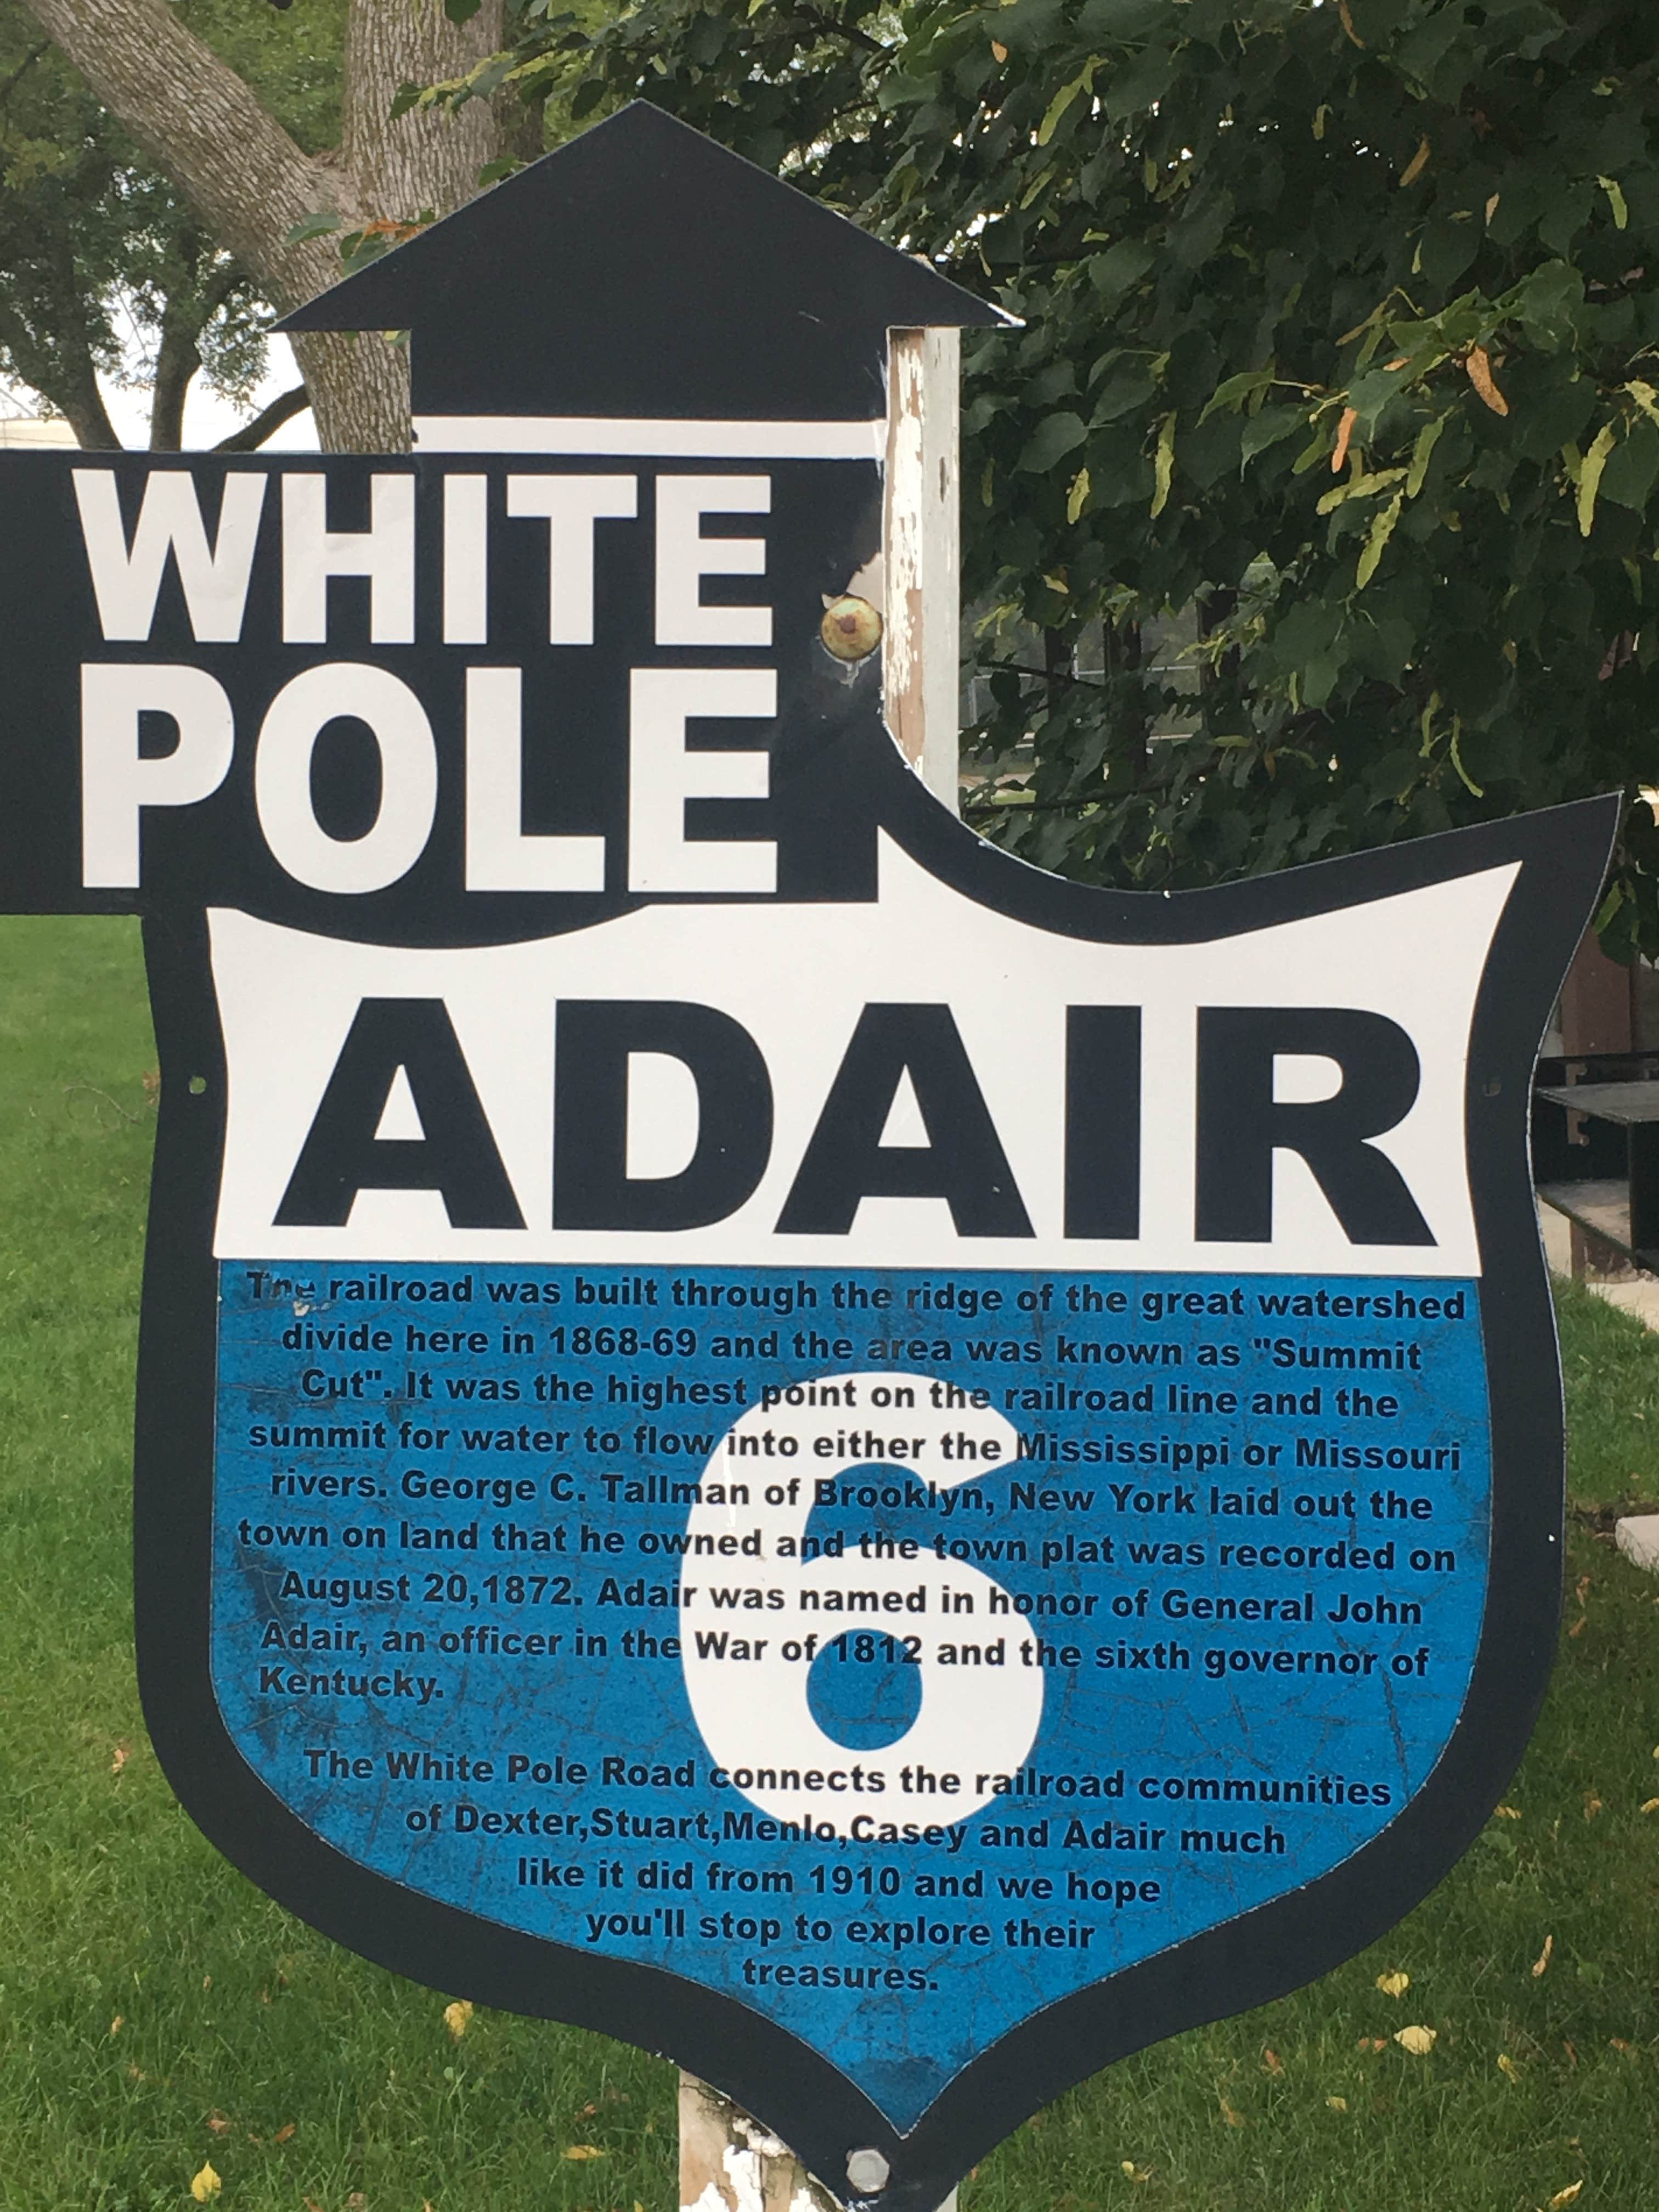 WHITE
POLE
ADAIR
6
The railroad was built through the ridge of the great watershed
divide here in 1868-69 and the area was known as "Summit
Cut". It was the highest point on the railroad line and the
summit for water to flow into either the Mississippi or Missouri
rivers. George C. Tallman of Brooklyn, New York laid out the
town on land that he owned and the town plat was recorded on
August 20,1872. Adair was named in honor of General John
Adair, an officer in the War of 1812 and the sixth governor of
Kentucky.
The White Pole Road connects the railroad communities
of Dexter,Stuart,Menlo,Casey and Adair much
like it did from 1910 and we hope
you'll stop to explore their
treasures.